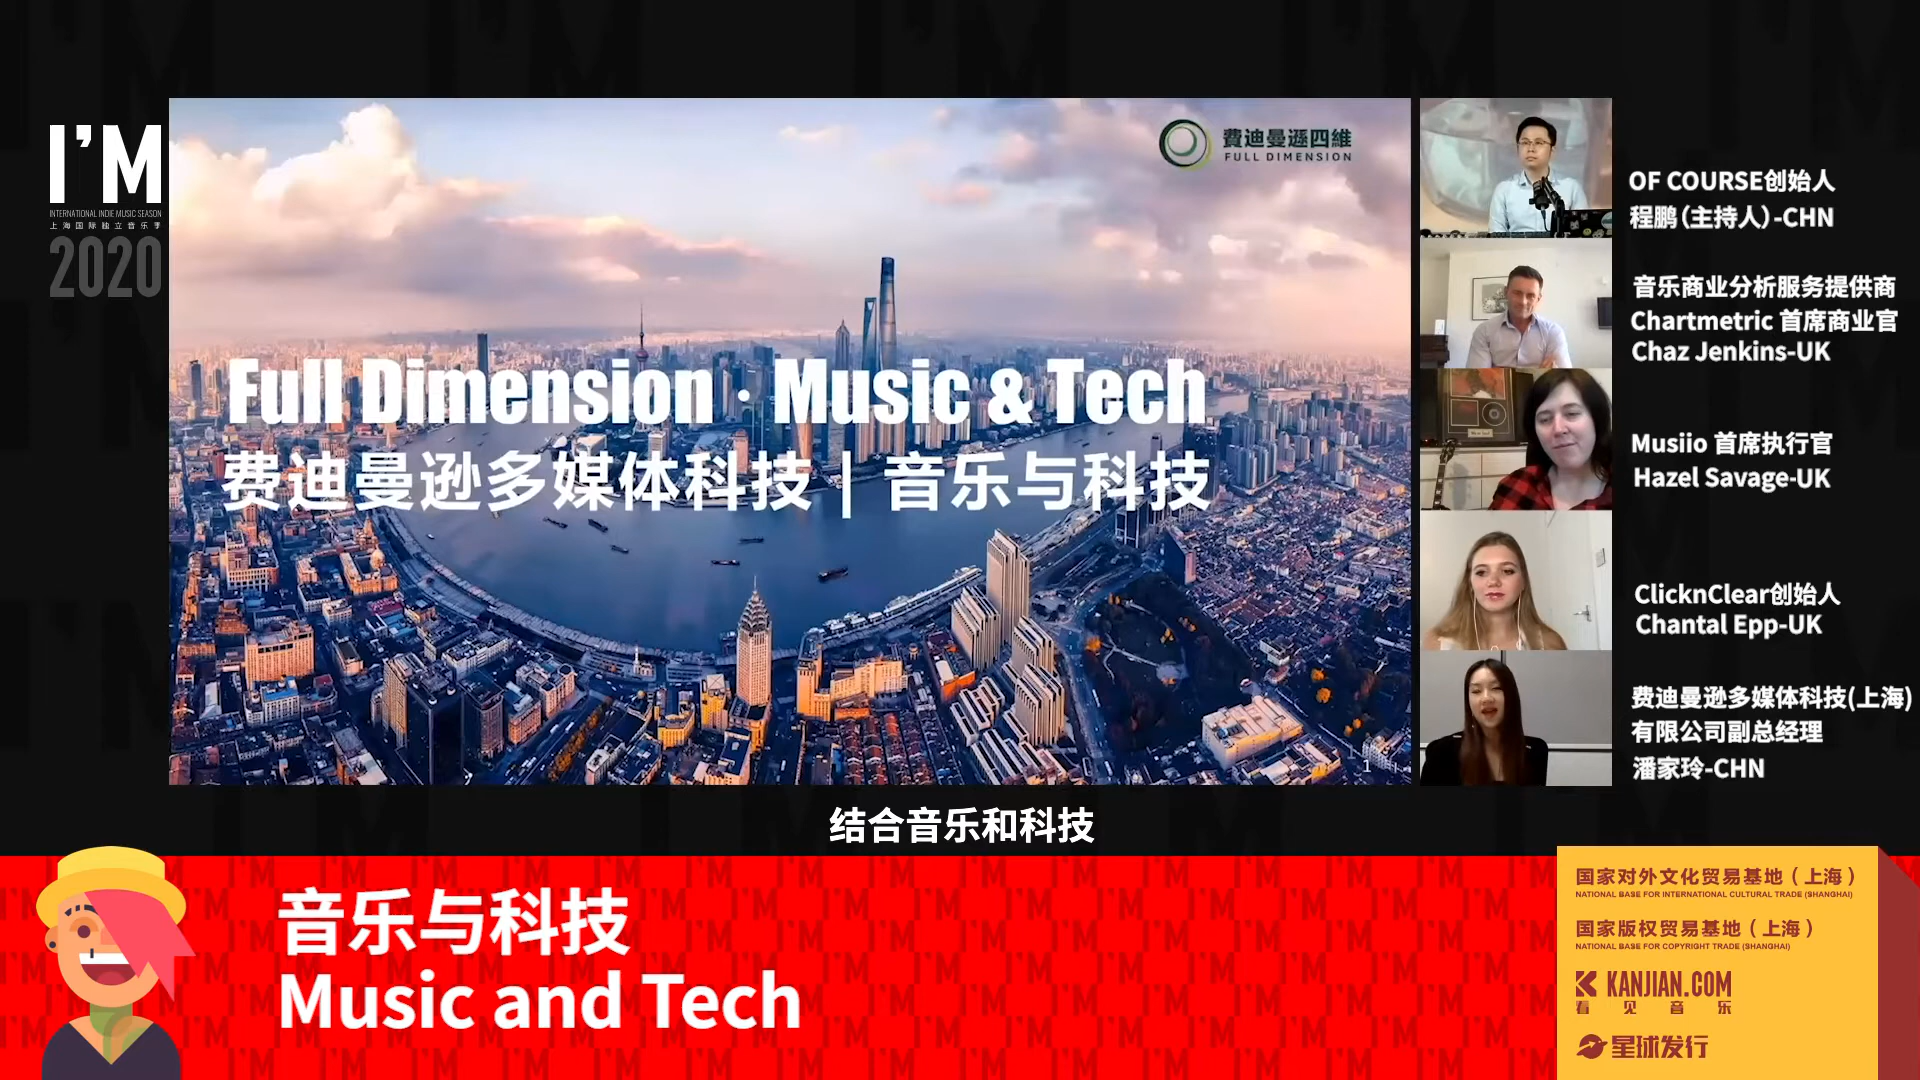 I'M
INTERNATIONAL INDIE MUSIC SEASON
上海国际独立音乐季
2020
費迪曼遜四維
FULL DIMENSION
Full Dimension · Music & Tech
费迪曼逊多媒体科技｜音乐与科技
1
OF COURSE创始人
程鹏(主持人)-CHN
音乐商业分析服务提供商
Chartmetric 首席商业官
Chaz Jenkins-UK
Musiio 首席执行官
Hazel Savage-UK
ClicknClear创始人
Chantal Epp-UK
费迪曼逊多媒体科技(上海)
有限公司副总经理
潘家玲-CHN
结合音乐和科技
音乐与科技
Music and Tech
国家对外文化贸易基地（上海）
NATIONAL BASE FOR INTERNATIONAL CULTURAL TRADE (SHANGHAI)
国家版权贸易基地（上海）
NATIONAL BASE FOR COPYRIGHT TRADE (SHANGHAI)
KANJIAN.COM
看见音乐
星球发行